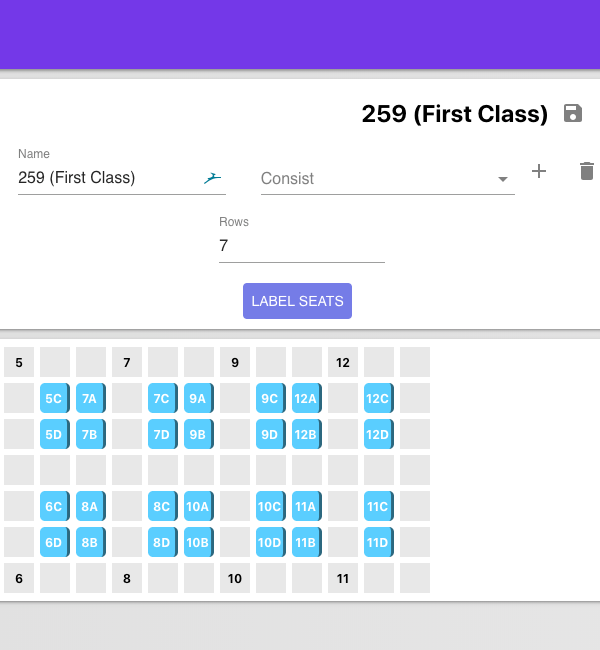 259 (First Class)
Name
259 (First Class)
Consist
Rows
7
LABEL SEATS
5 7 9 12
5C 7A 7C 9A 9C 12A 12C
5D 7B 7D 9B 9D 12B 12D
6C 8A 8C 10A 10C 11A 11C
6D 8B 8D 10B 10D 11B 11D
6 8 10 11